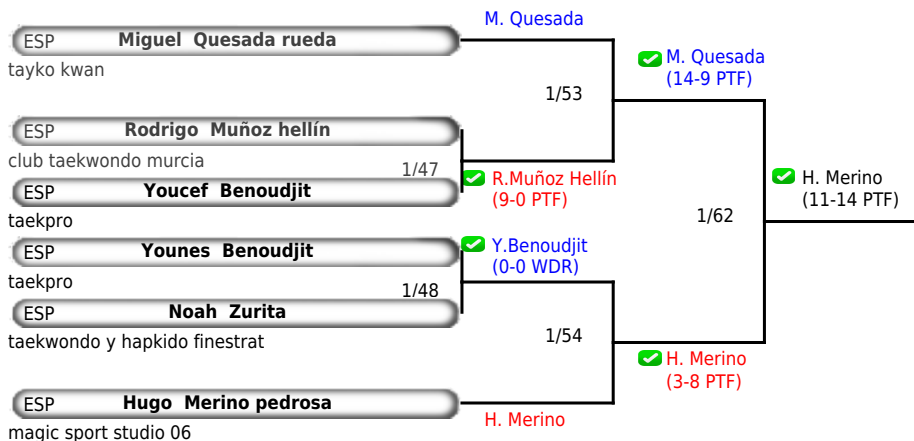 M. Quesada
ESP Miguel Quesada rueda
tayko kwan
M. Quesada
(14-9 PTF)
1/53
ESP Rodrigo Muñoz hellín
club taekwondo murcia
1/47
R.Muñoz Hellín
(9-0 PTF)
ESP Youcef Benoudjit
taekpro
H. Merino
(11-14 PTF)
1/62
ESP Younes Benoudjit
taekpro
Y.Benoudjit
(0-0 WDR)
1/48
ESP Noah Zurita
taekwondo y hapkido finestrat
1/54
H. Merino
(3-8 PTF)
ESP Hugo Merino pedrosa
magic sport studio 06
H. Merino